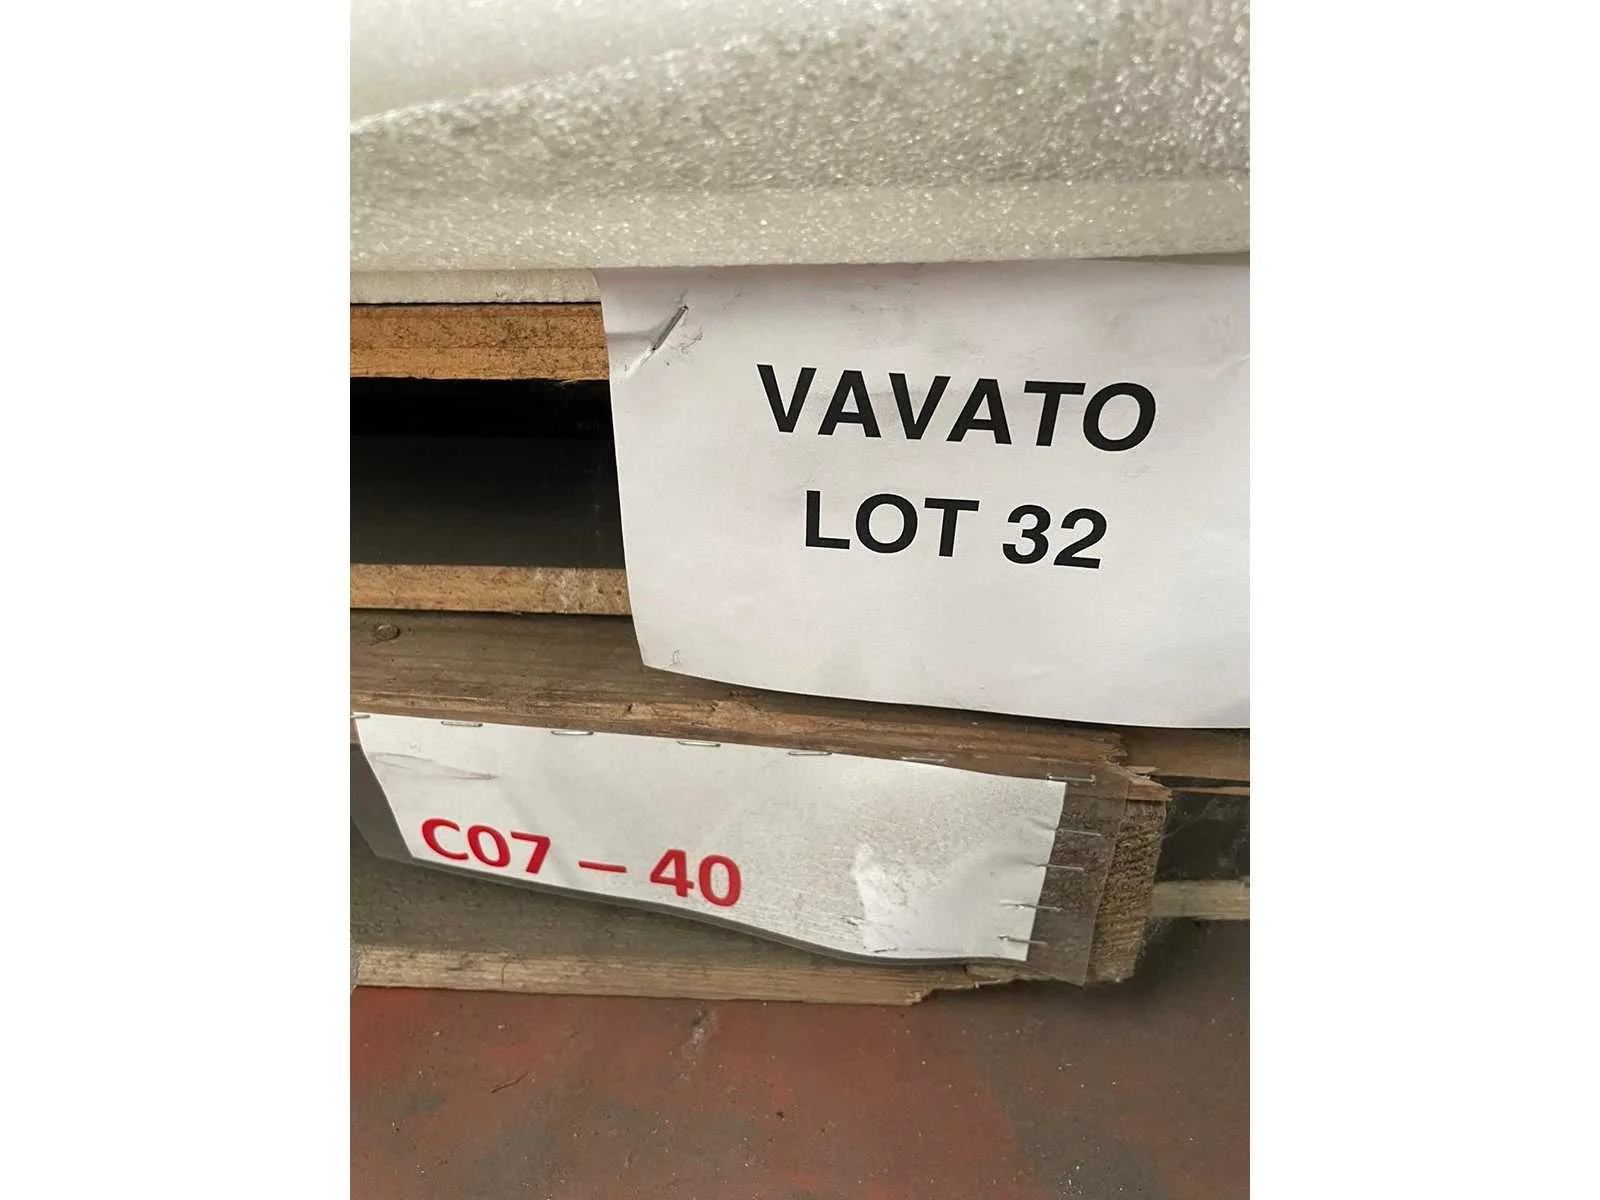 VAVATO
LOT 32
C07 – 40